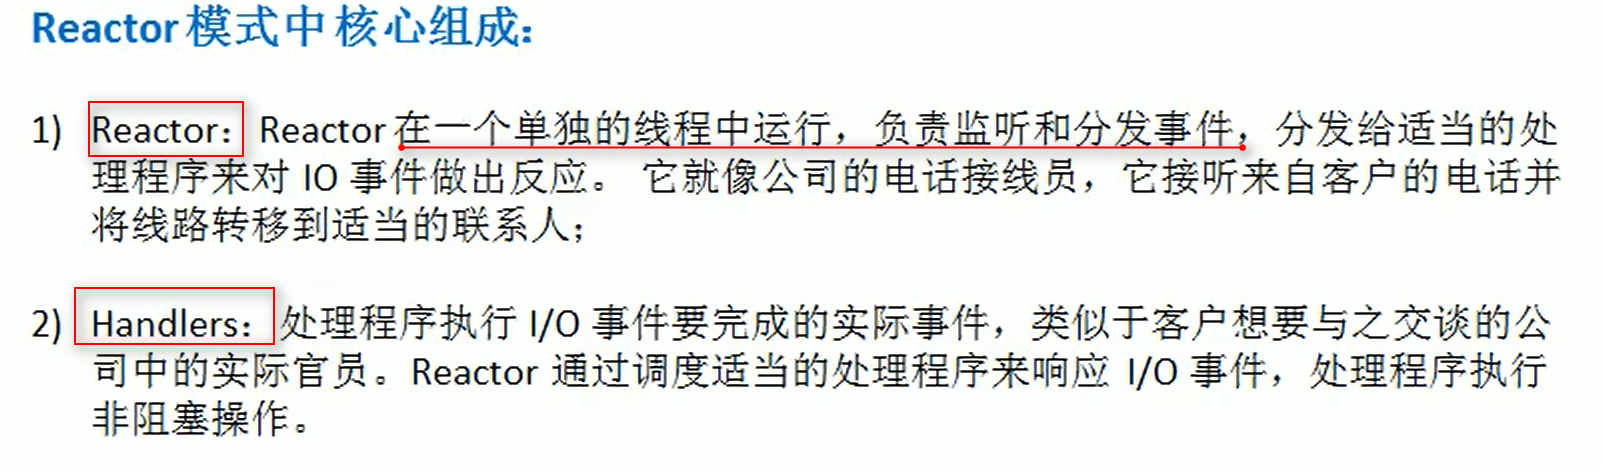 Reactor模式中核心组成：
1) Reactor：Reactor在一个单独的线程中运行，负责监听和分发事件，分发给适当的处
理程序来对 IO 事件做出反应。 它就像公司的电话接线员，它接听来自客户的电话并
将线路转移到适当的联系人；
2) Handlers：处理程序执行 I/O 事件要完成的实际事件，类似于客户想要与之交谈的公
司中的实际官员。Reactor 通过调度适当的处理程序来响应 I/O 事件，处理程序执行
非阻塞操作。